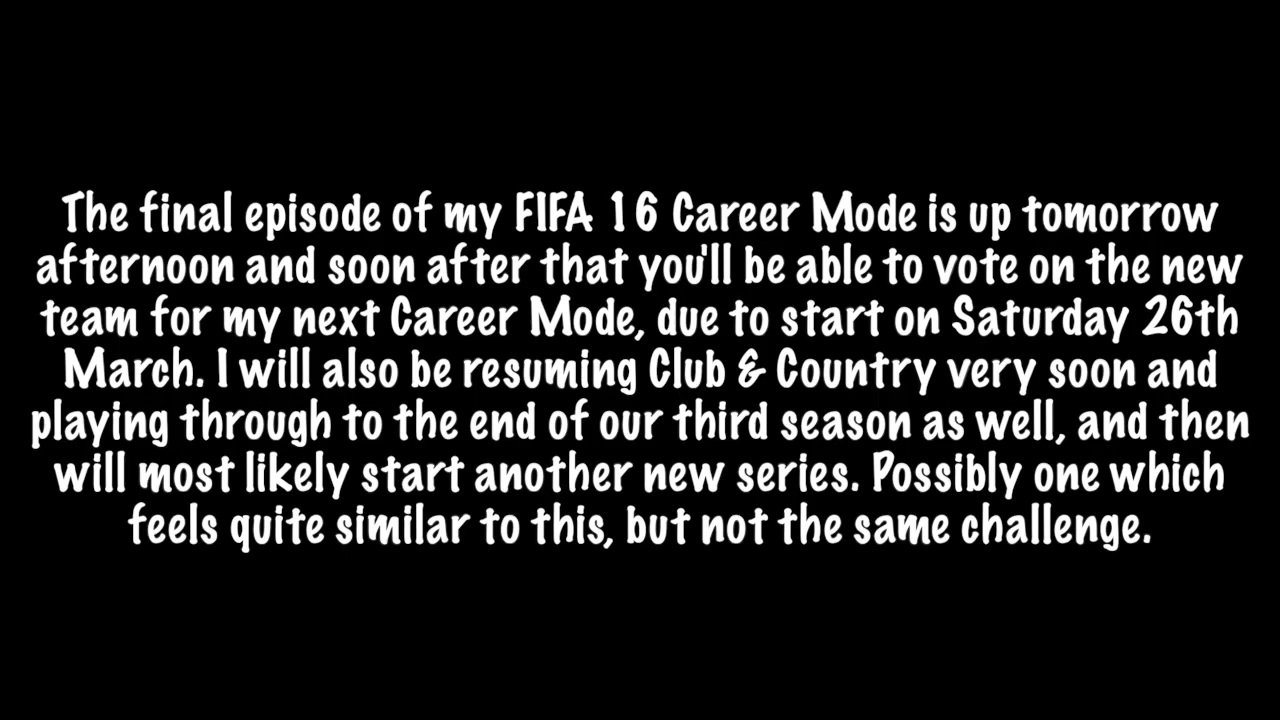 The final episode of my FIFA 16 Career Mode is up tomorrow
afternoon and soon after that you'll be able to vote on the new
team for my next Career Mode, due to start on Saturday 26th
March. I will also be resuming Club & Country very soon and
playing through to the end of our third season as well, and then
will most likely start another new series. Possibly one which
feels quite similar to this, but not the same challenge.